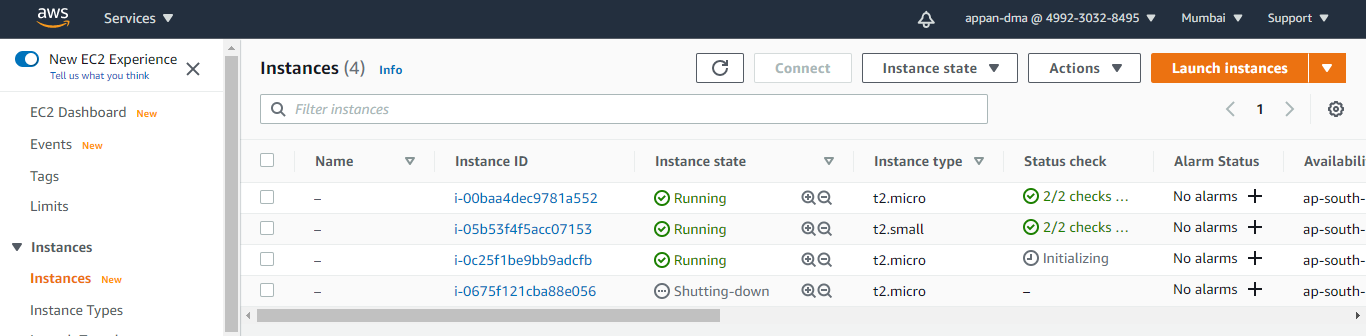 aws Services appan-dma @ 4992-3032-8495 Mumbai Support
New EC2 Experience
Tell us what you think
EC2 Dashboard New
Events New
Tags
Limits
Instances
Instances New
Instance Types
Instances (4) Info Connect Instance state Actions Launch instances
Filter instances 1
Name Instance ID Instance state Instance type Status check Alarm Status Availabili
– i-00baa4dec9781a552 Running t2.micro 2/2 checks ... No alarms + ap-south-
– i-05b53f4f5acc07153 Running t2.small 2/2 checks ... No alarms + ap-south-
– i-0c25f1be9bb9adcfb Running t2.micro Initializing No alarms + ap-south-
– i-0675f121cba88e056 Shutting-down t2.micro – No alarms + ap-south-